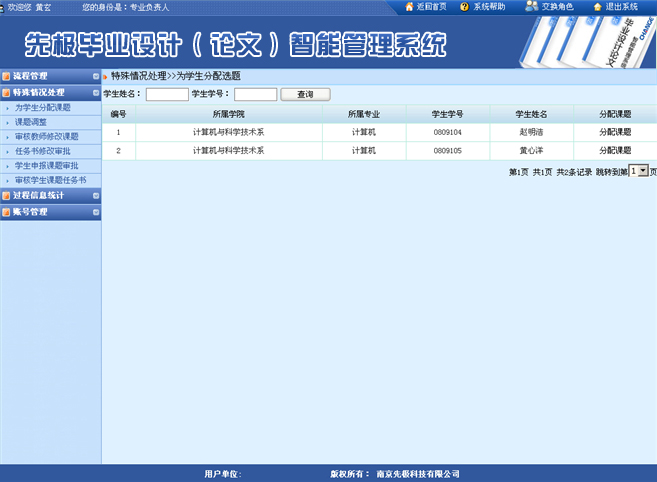 欢迎您 黄玄 您的身份是：专业负责人 返回首页 系统帮助 交换角色 退出系统
先极毕业设计（论文）智能管理系统
毕业设计论文
CHANGE
流程管理
特殊情况处理
为学生分配课题
课题调整
审核教师修改课题
任务书修改审批
学生申报课题审批
审核学生课题任务书
过程信息统计
账号管理
特殊情况处理>>为学生分配选题
学生姓名： 学生学号： 查询
编号 所属学院 所属专业 学生学号 学生姓名 分配课题
1 计算机与科学技术系 计算机 0809104 赵明洁 分配课题
2 计算机与科学技术系 计算机 0809105 黄心洋 分配课题
第1页 共1页 共2条记录 跳转到第 1 页
用户单位： 版权所有： 南京先极科技有限公司